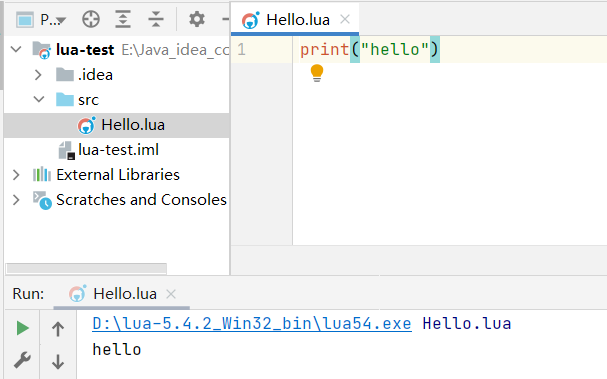 P...
Hello.lua
lua-test E:\Java_idea_cc
.idea
src
Hello.lua
lua-test.iml
External Libraries
Scratches and Consoles
1 print("hello")
Run: Hello.lua
D:\lua-5.4.2_Win32_bin\lua54.exe Hello.lua
hello